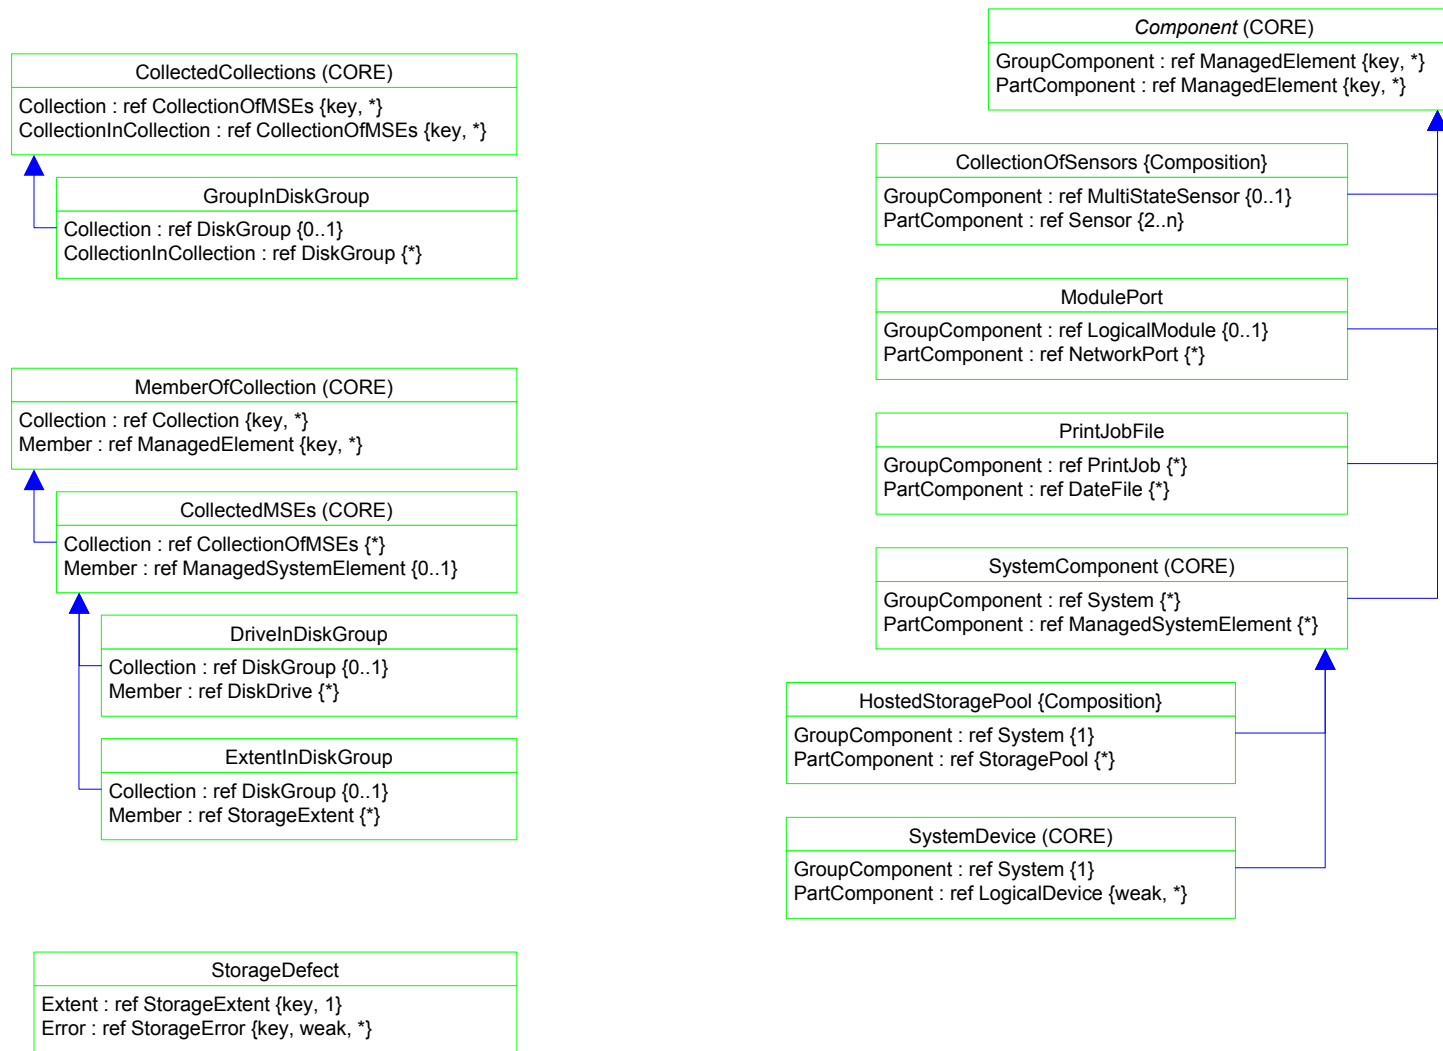 CollectedCollections (CORE)
Collection : ref CollectionOfMSEs {key, *}
CollectionInCollection : ref CollectionOfMSEs {key, *}
GroupInDiskGroup
Collection : ref DiskGroup {0..1}
CollectionInCollection : ref DiskGroup {*}
MemberOfCollection (CORE)
Collection : ref Collection {key, *}
Member : ref ManagedElement {key, *}
CollectedMSEs (CORE)
Collection : ref CollectionOfMSEs {*}
Member : ref ManagedSystemElement {0..1}
DriveInDiskGroup
Collection : ref DiskGroup {0..1}
Member : ref DiskDrive {*}
ExtentInDiskGroup
Collection : ref DiskGroup {0..1}
Member : ref StorageExtent {*}
StorageDefect
Extent : ref StorageExtent {key, 1}
Error : ref StorageError {key, weak, *}
Component (CORE)
GroupComponent : ref ManagedElement {key, *}
PartComponent : ref ManagedElement {key, *}
CollectionOfSensors {Composition}
GroupComponent : ref MultiStateSensor {0..1}
PartComponent : ref Sensor {2..n}
ModulePort
GroupComponent : ref LogicalModule {0..1}
PartComponent : ref NetworkPort {*}
PrintJobFile
GroupComponent : ref PrintJob {*}
PartComponent : ref DateFile {*}
SystemComponent (CORE)
GroupComponent : ref System {*}
PartComponent : ref ManagedSystemElement {*}
HostedStoragePool {Composition}
GroupComponent : ref System {1}
PartComponent : ref StoragePool {*}
SystemDevice (CORE)
GroupComponent : ref System {1}
PartComponent : ref LogicalDevice {weak, *}